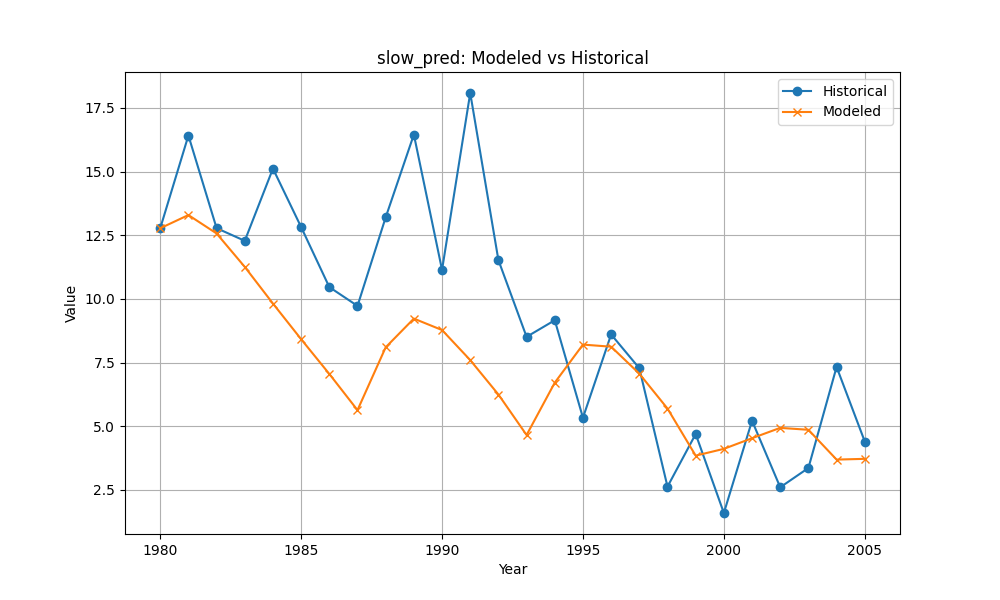 slow_pred: Modeled vs Historical
Historical
Modeled
17.5
15.0
12.5
10.0
7.5
5.0
2.5
Value
1980 1985 1990 1995 2000 2005
Year